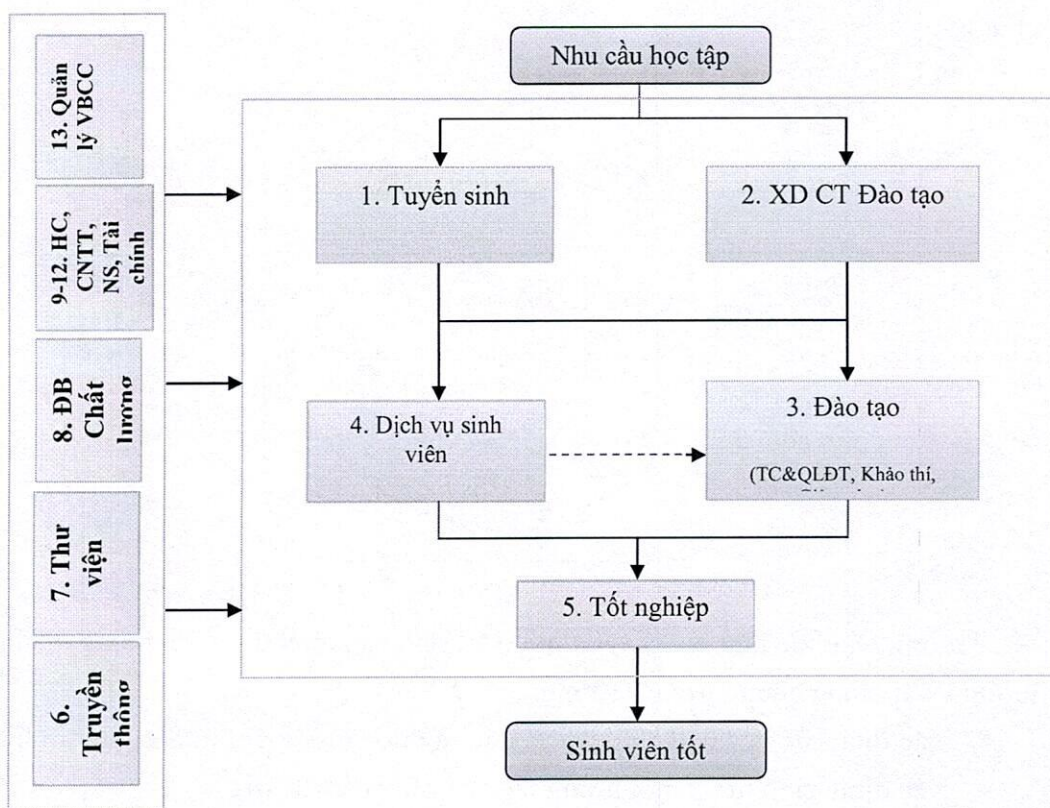 Nhu cầu học tập
1. Tuyển sinh
2. XD CT Đào tạo
4. Dịch vụ sinh
viên
3. Đào tạo
(TC&QLĐT, Khảo thí,
5. Tốt nghiệp
Sinh viên tốt
13. Quản
lý VBCC
9-12. HC,
CNTT,
NS, Tài
chính
8. ĐB
Chất
lượng
7. Thư
viện
6.
Truyền
thông